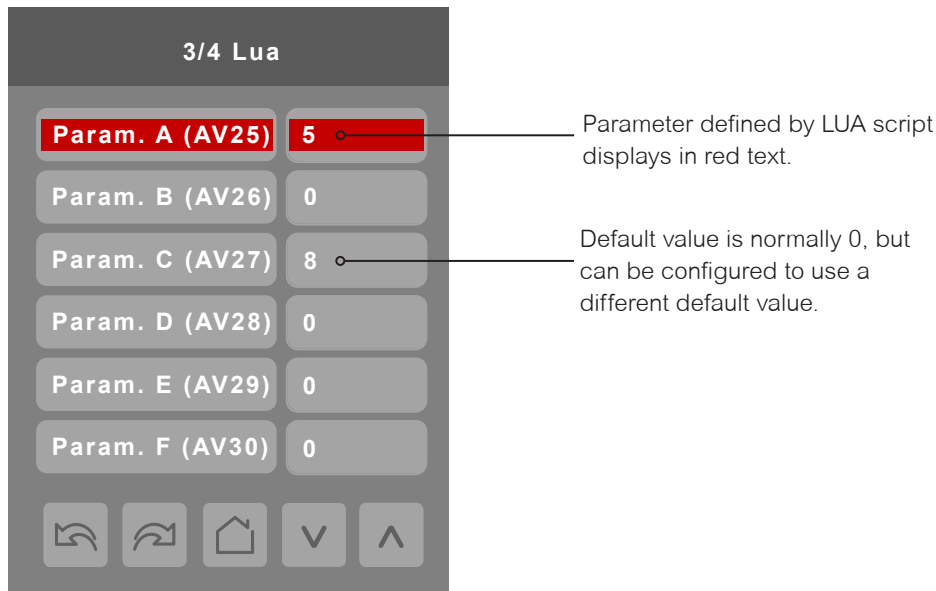 3/4 Lua
Param. A (AV25) 5
Param. B (AV26) 0
Param. C (AV27) 8
Param. D (AV28) 0
Param. E (AV29) 0
Param. F (AV30) 0
Parameter defined by LUA script
displays in red text.
Default value is normally 0, but
can be configured to use a
different default value.